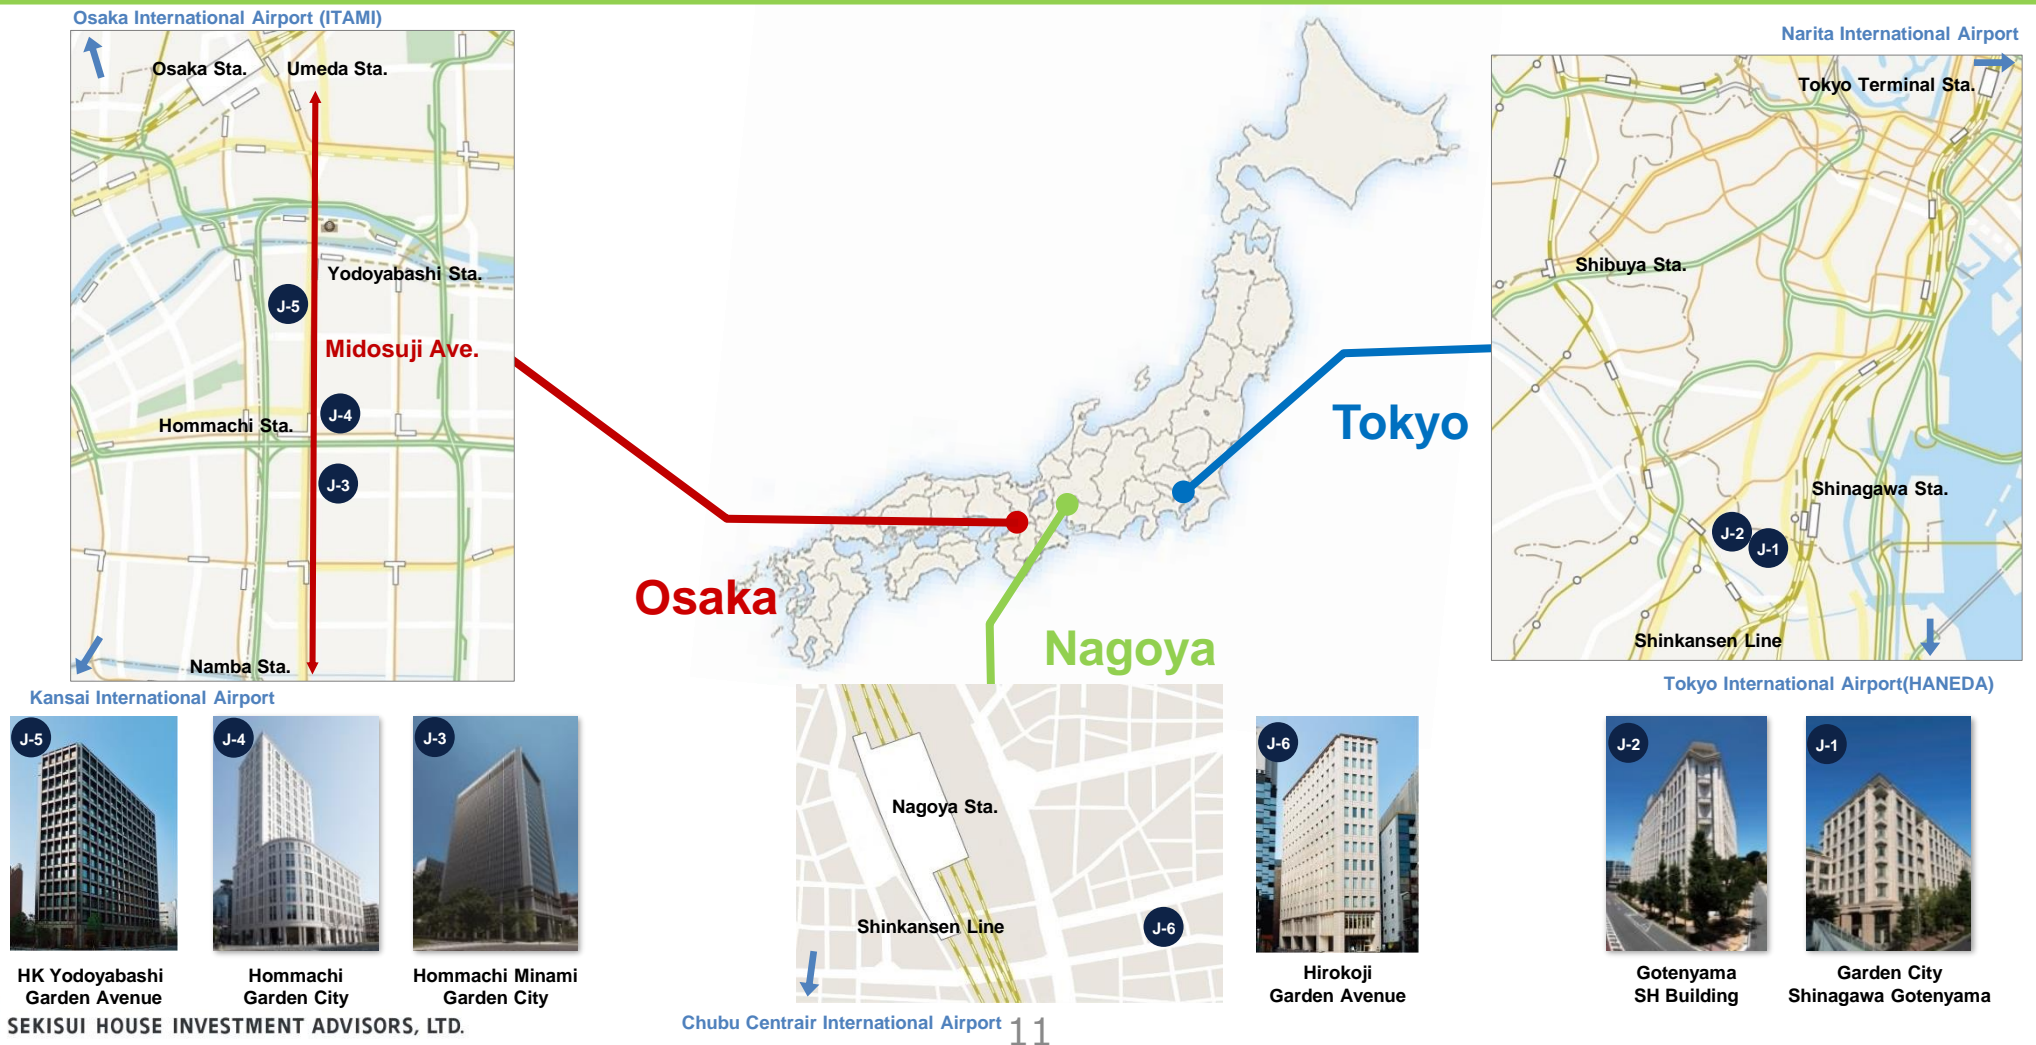 Osaka International Airport (ITAMI)
Osaka Sta.
Umeda Sta.
Yodoyabashi Sta.
J-5
Midosuji Ave.
J-4
Hommachi Sta.
J-3
Namba Sta.
Kansai International Airport
Osaka
Nagoya
Tokyo
Narita International Airport
Tokyo Terminal Sta.
Shibuya Sta.
Shinagawa Sta.
J-2
J-1
Shinkansen Line
Tokyo International Airport(HANEDA)
Nagoya Sta.
Shinkansen Line
J-6
Chubu Centrair International Airport
J-5
HK Yodoyabashi
Garden Avenue
J-4
Hommachi
Garden City
J-3
Hommachi Minami
Garden City
J-6
Hirokoji
Garden Avenue
J-2
Gotenyama
SH Building
J-1
Garden City
Shinagawa Gotenyama
SEKISUI HOUSE INVESTMENT ADVISORS, LTD.
11